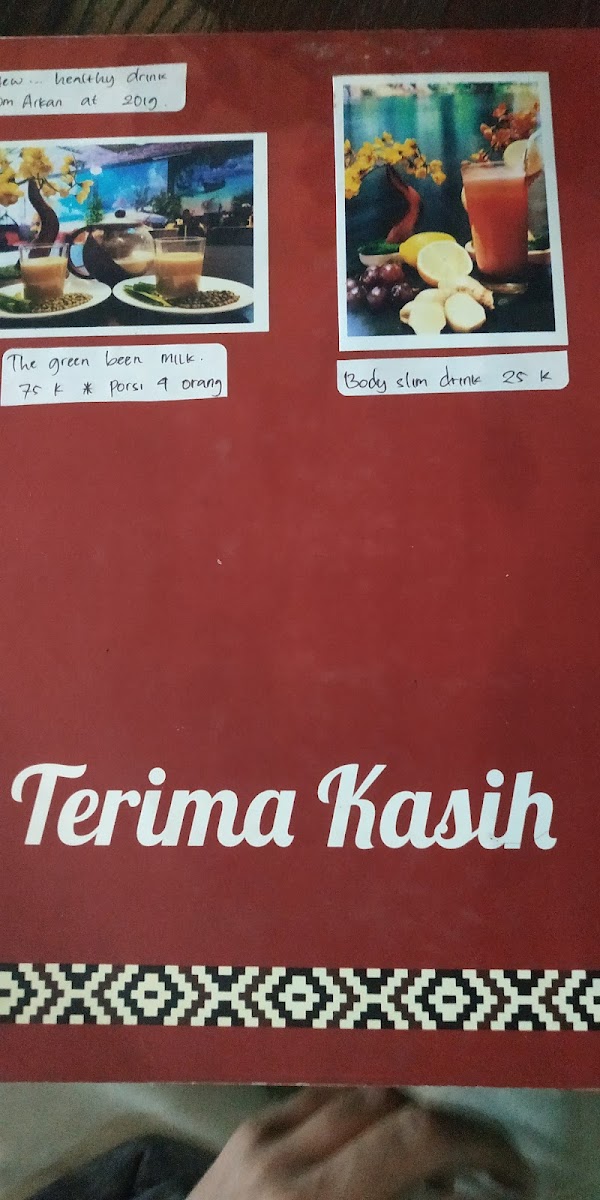 healthy drink
Arkan at 2019.
The green been milk.
75 K * Porsi 4 orang
Body slim drink 25 K
Terima Kasih